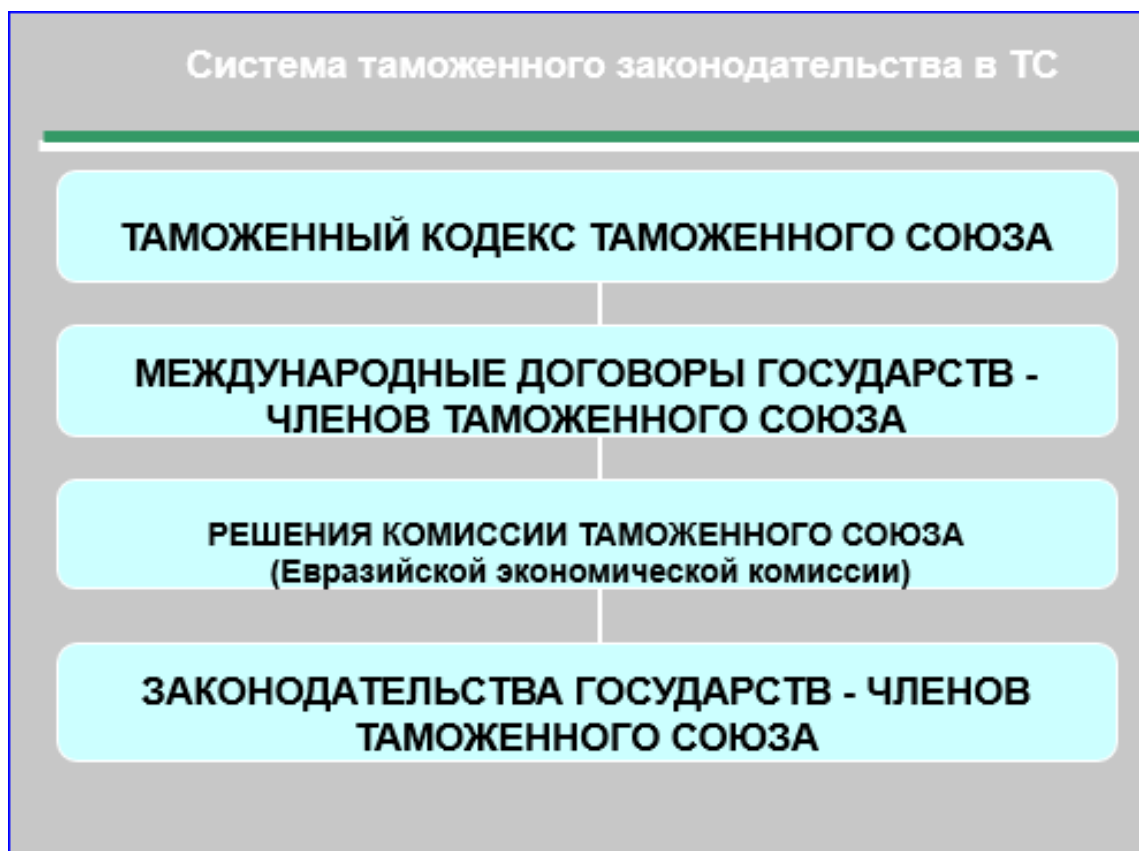 Система таможенного законодательства в ТС
ТАМОЖЕННЫЙ КОДЕКС ТАМОЖЕННОГО СОЮЗА
МЕЖДУНАРОДНЫЕ ДОГОВОРЫ ГОСУДАРСТВ -
ЧЛЕНОВ ТАМОЖЕННОГО СОЮЗА
РЕШЕНИЯ КОМИССИИ ТАМОЖЕННОГО СОЮЗА
(Евразийской экономической комиссии)
ЗАКОНОДАТЕЛЬСТВА ГОСУДАРСТВ - ЧЛЕНОВ
ТАМОЖЕННОГО СОЮЗА